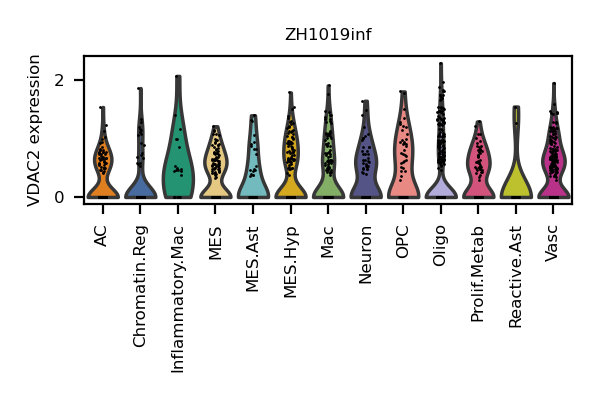 ZH1019inf
VDAC2 expression
2
0
AC
Chromatin.Reg
Inflammatory.Mac
MES
MES.Ast
MES.Hyp
Mac
Neuron
OPC
Oligo
Prolif.Metab
Reactive.Ast
Vasc